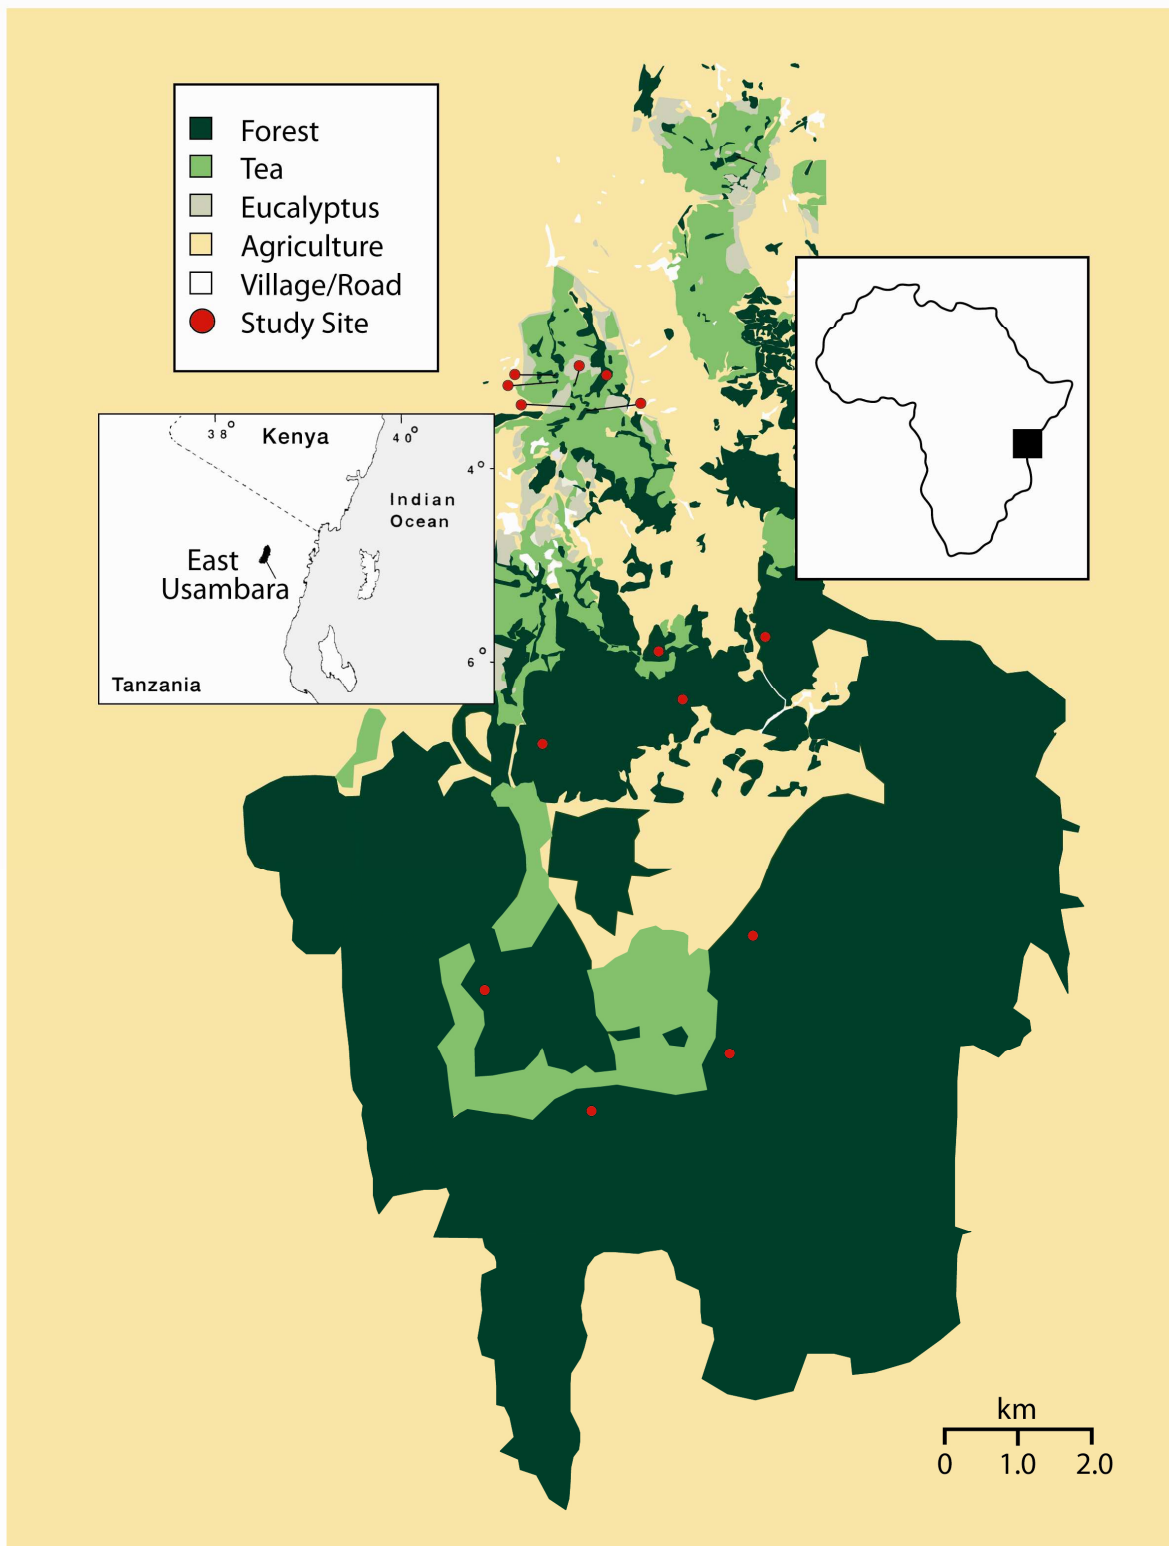 Forest
Tea
Eucalyptus
Agriculture
Village/Road
Study Site
38°
Kenya
40°
4°
Indian
Ocean
East
Usambara
6°
Tanzania
km
0 1.0 2.0